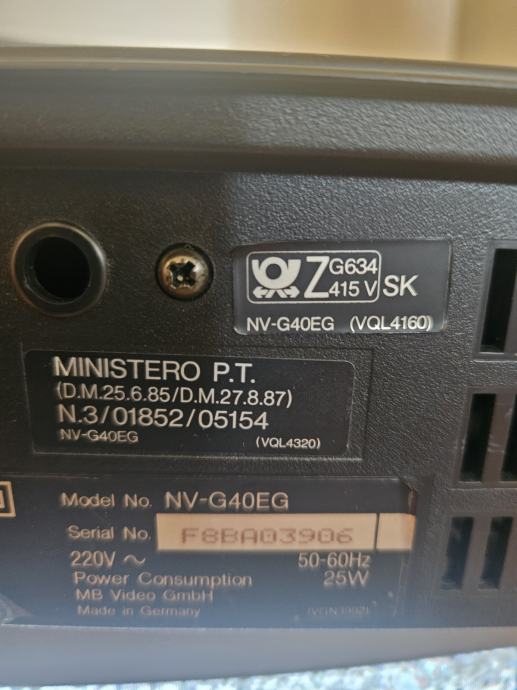 Z G634 415 V SK
NV-G40EG (VQL4160)
MINISTERO P.T.
(D.M.25.6.85/D.M.27.8.87)
N.3/01852/05154
NV-G40EG (VQL4320)
Model No. NV-G40EG
Serial No. F8BA03906
220V ~ 50-60Hz
Power Consumption 25W
MB Video GmbH
Made in Germany